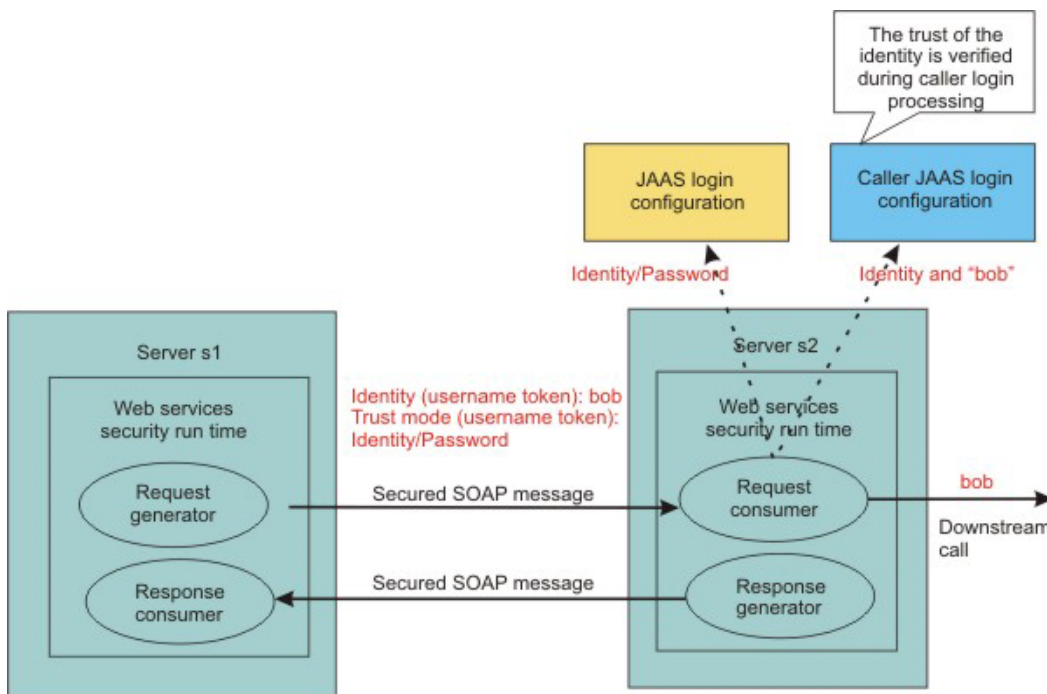 The trust of the
identity is verified
during caller login
processing
JAAS login
configuration
Caller JAAS login
configuration
Identity/Password
Identity and “bob”
Server s1
Server s2
Web services
security run time
Identity (username token): bob
Trust mode (username token):
Identity/Password
Web services
security run time
Request
generator
Secured SOAP message
Request
consumer
bob
Downstream
call
Response
consumer
Secured SOAP message
Response
generator